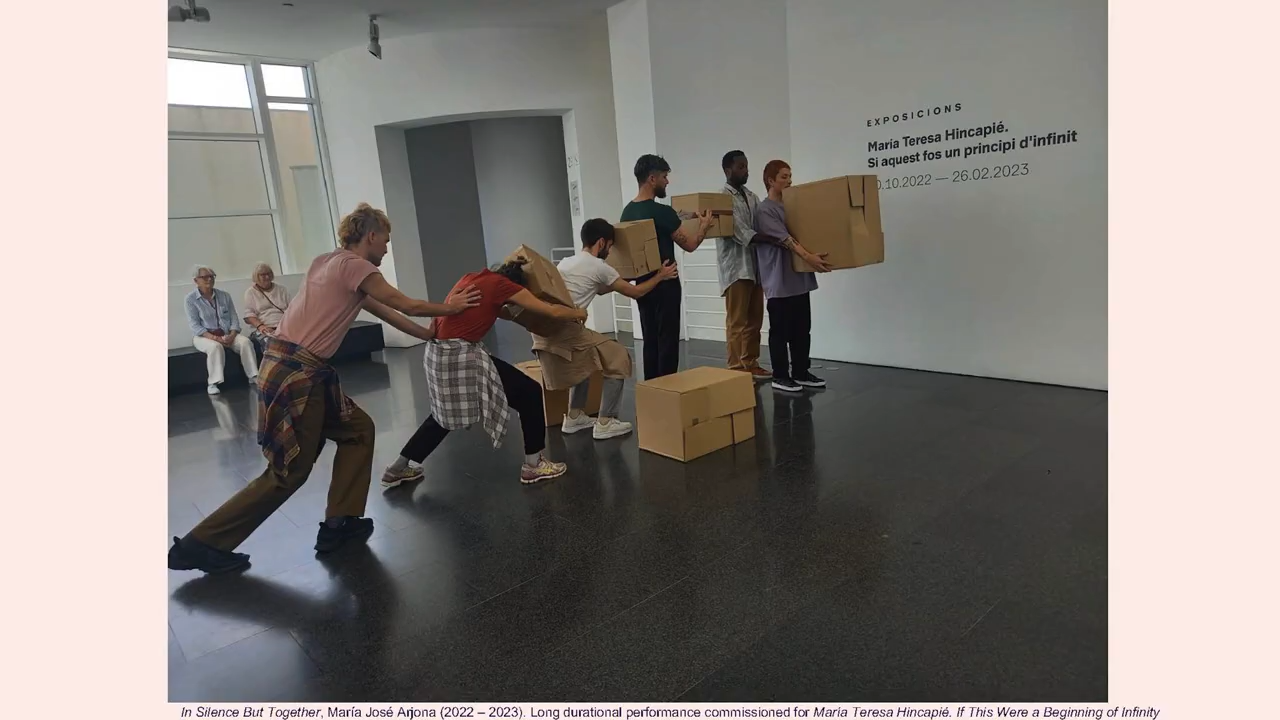 EXPOSICIONS
Maria Teresa Hincapié.
Si aquest fos un principi d'infinit
0.10.2022 — 26.02.2023
In Silence But Together, María José Arjona (2022 – 2023). Long durational performance commissioned for María Teresa Hincapié. If This Were a Beginning of Infinity